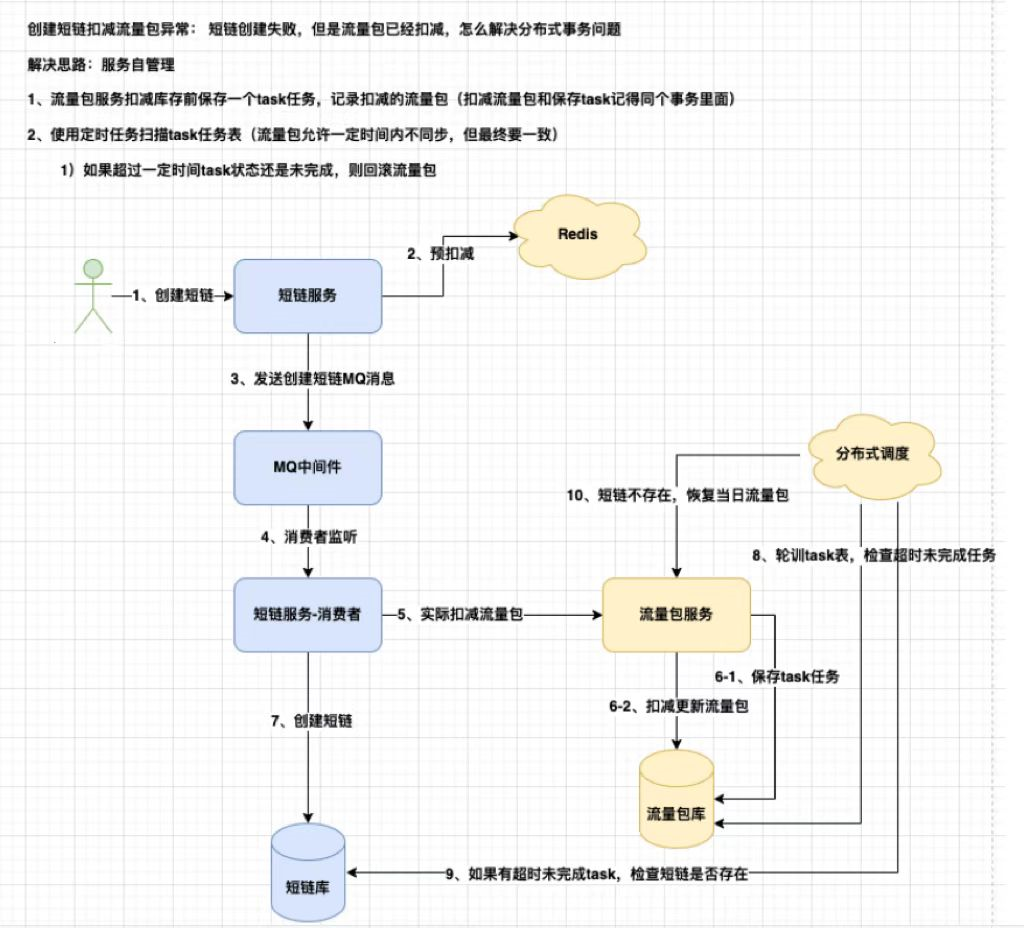 创建短链扣减流量包异常： 短链创建失败，但是流量包已经扣减，怎么解决分布式事务问题
解决思路：服务自管理
1、流量包服务扣减库存前保存一个task任务，记录扣减的流量包（扣减流量包和保存task记得同个事务里面）
2、使用定时任务扫描task任务表（流量包允许一定时间内不同步，但最终要一致）
1）如果超过一定时间task状态还是未完成，则回滚流量包
Redis
2、预扣减
1、创建短链
短链服务
3、发送创建短链MQ消息
分布式调度
MQ中间件
10、短链不存在，恢复当日流量包
4、消费者监听
8、轮训task表，检查超时未完成任务
短链服务-消费者
5、实际扣减流量包
流量包服务
6-1、保存task任务
6-2、扣减更新流量包
7、创建短链
流量包库
9、如果有超时未完成task，检查短链是否存在
短链库